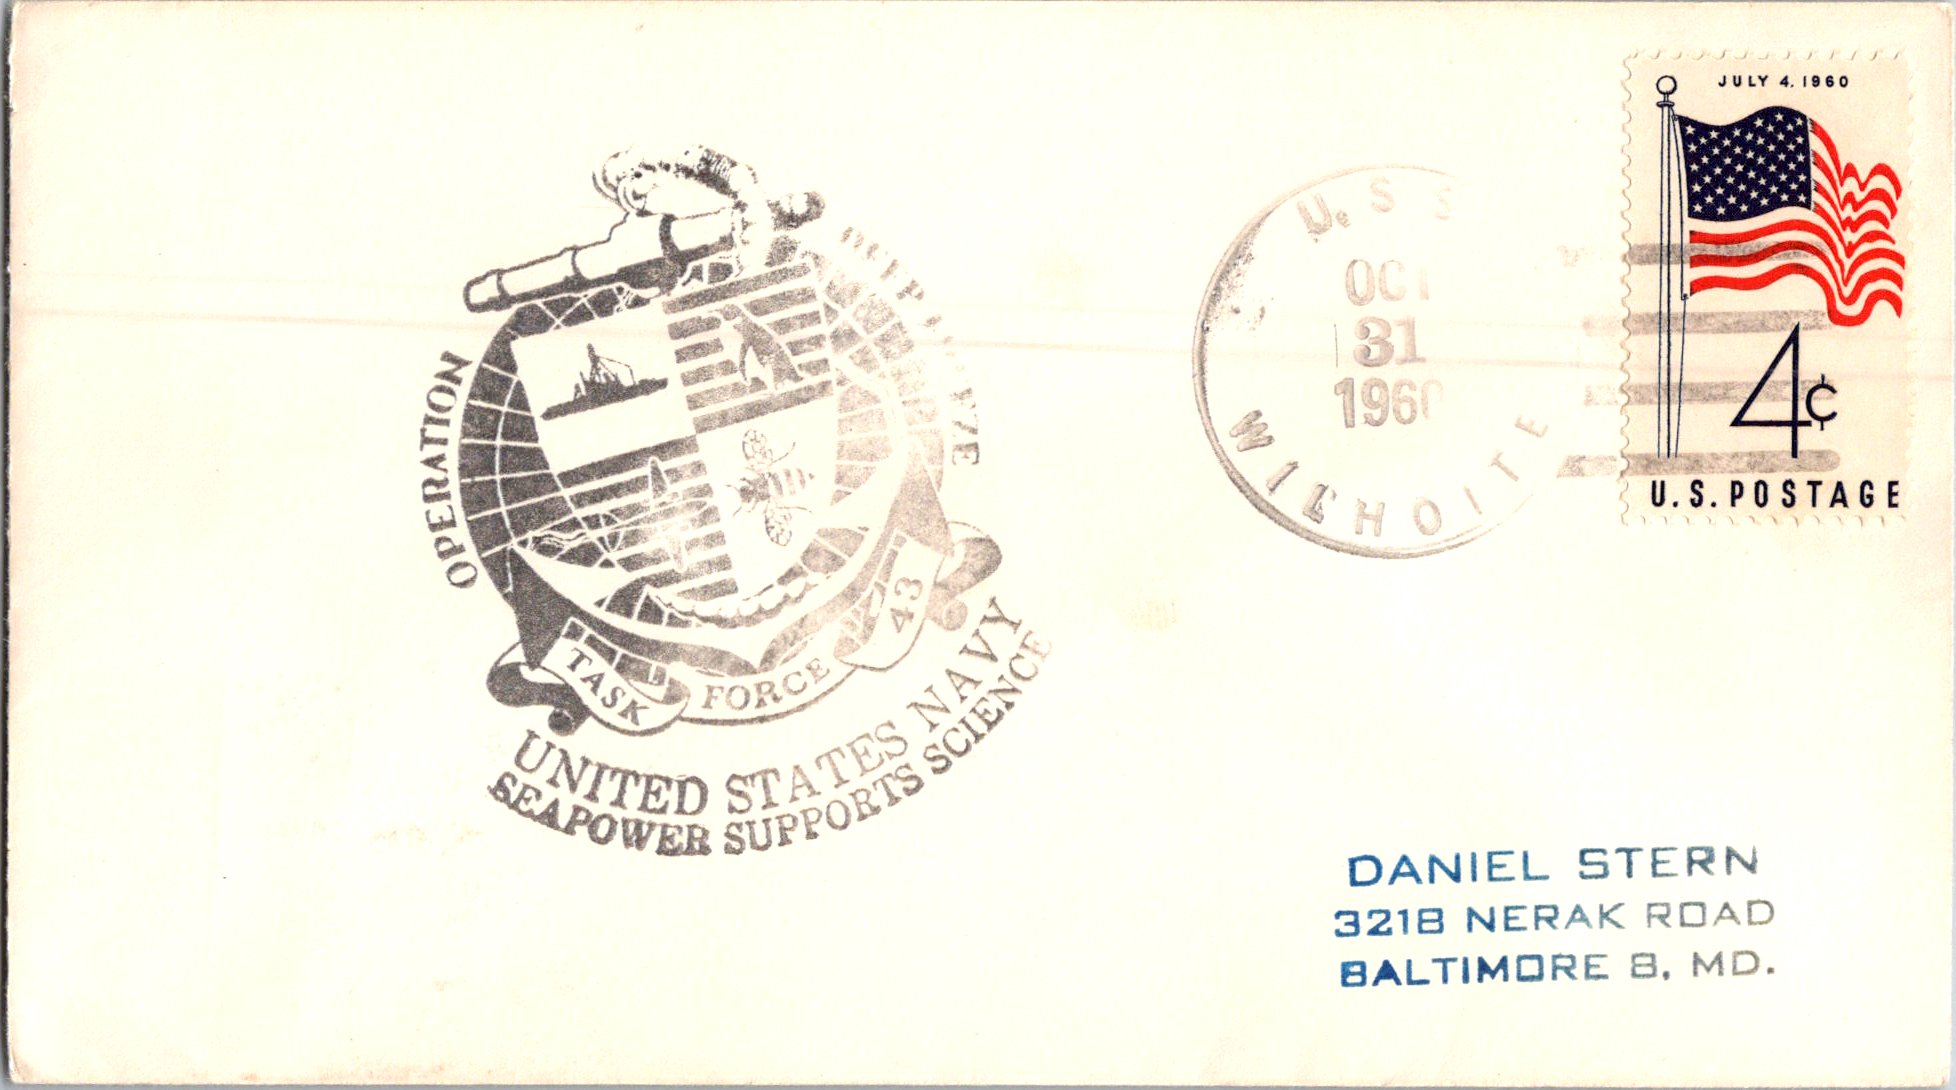 OPERATION
TASK FORCE 43
UNITED STATES NAVY
SEAPOWER SUPPORTS SCIENCE
U.S.S.
OCT
31
1960
WILHOITE
JULY 4, 1960
4¢
U.S. POSTAGE
DANIEL STERN
3218 NERAK ROAD
BALTIMORE 8, MD.